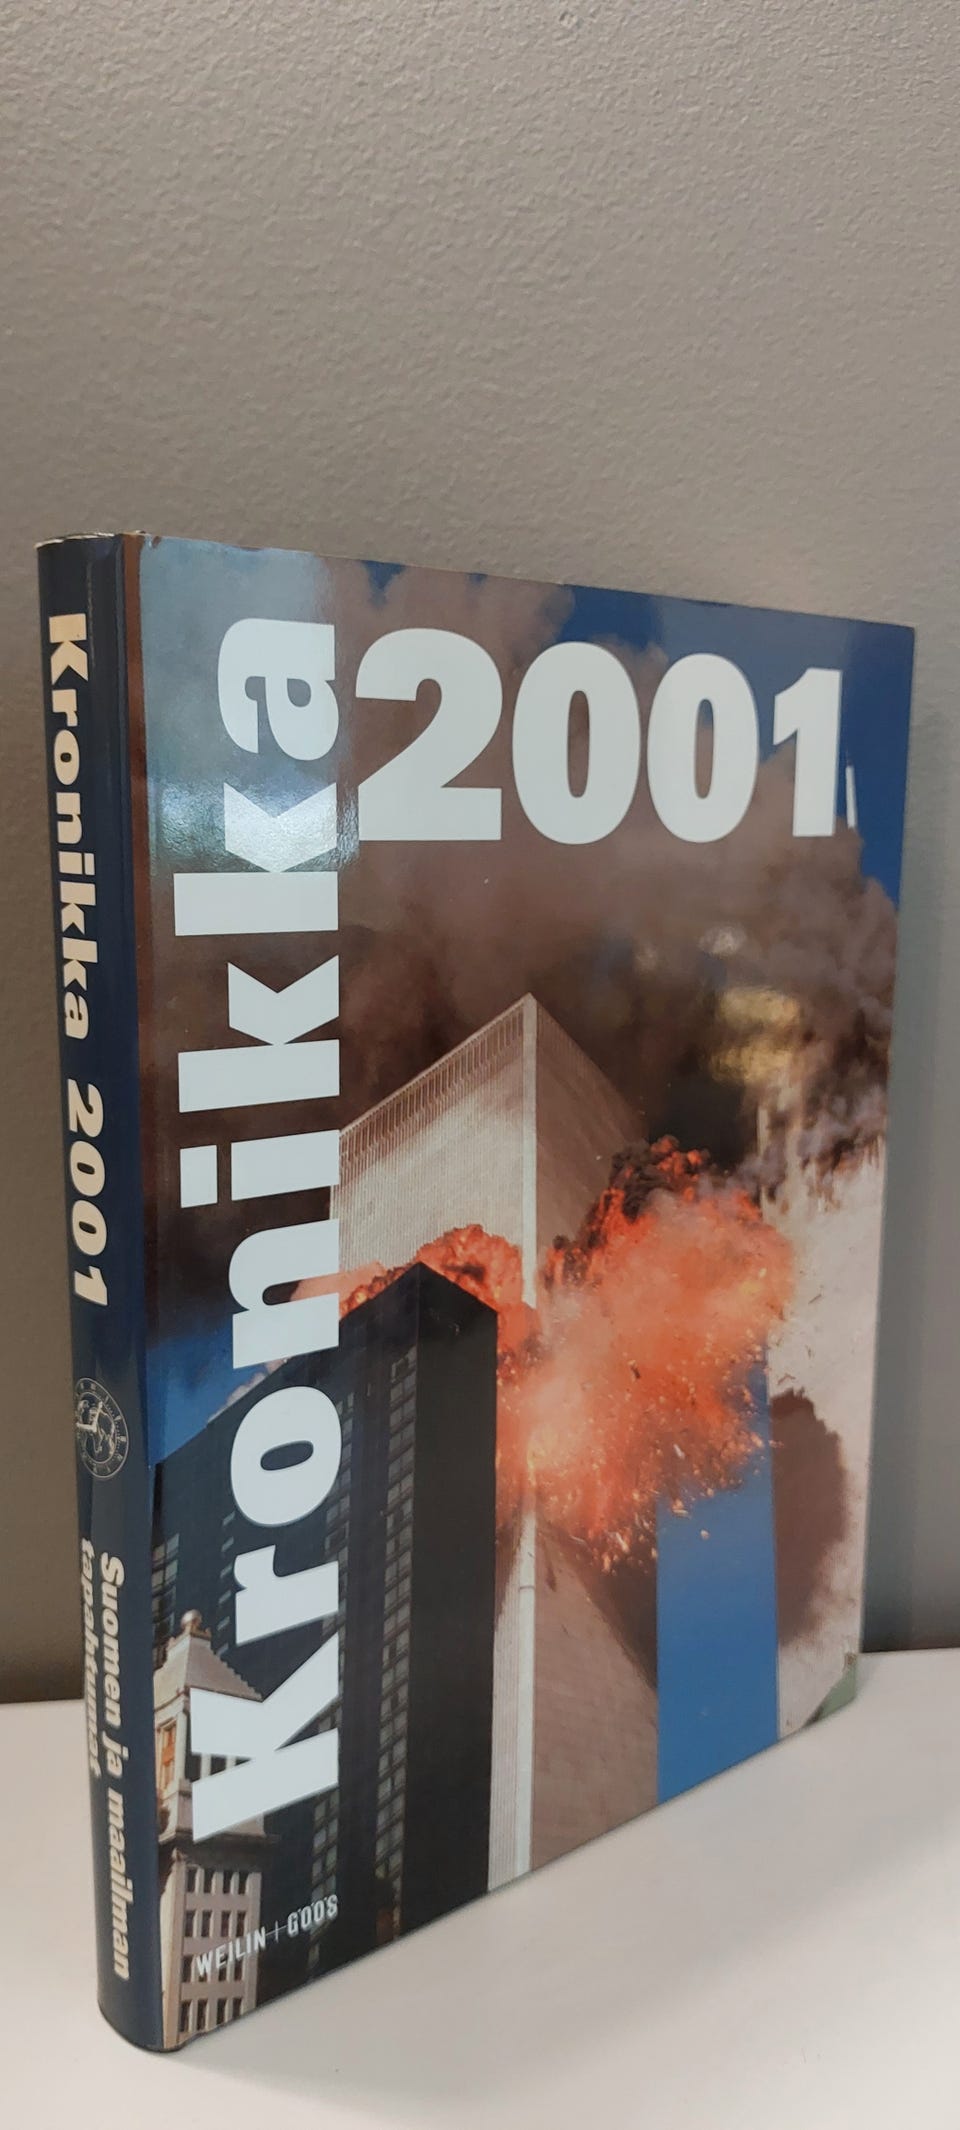 Kronikka 2001
Suomen ja maailman
tapahtumat
Kronikka
2001
WEILIN+GÖÖS